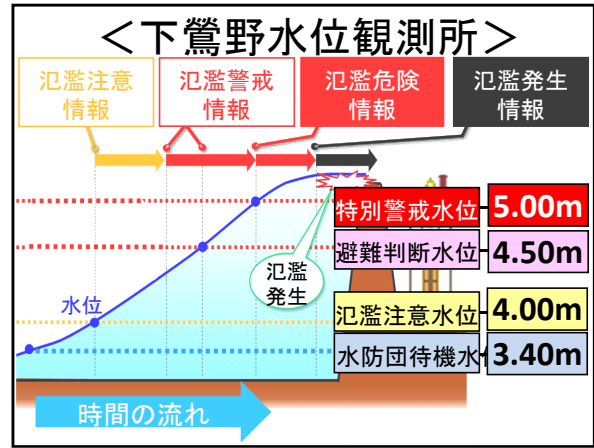 ＜下鶯野水位観測所＞
氾濫注意
情報
氾濫警戒
情報
氾濫危険
情報
氾濫発生
情報
特別警戒水位 5.00m
避難判断水位 4.50m
氾濫
発生
水位
氾濫注意水位 4.00m
水防団待機水 3.40m
時間の流れ